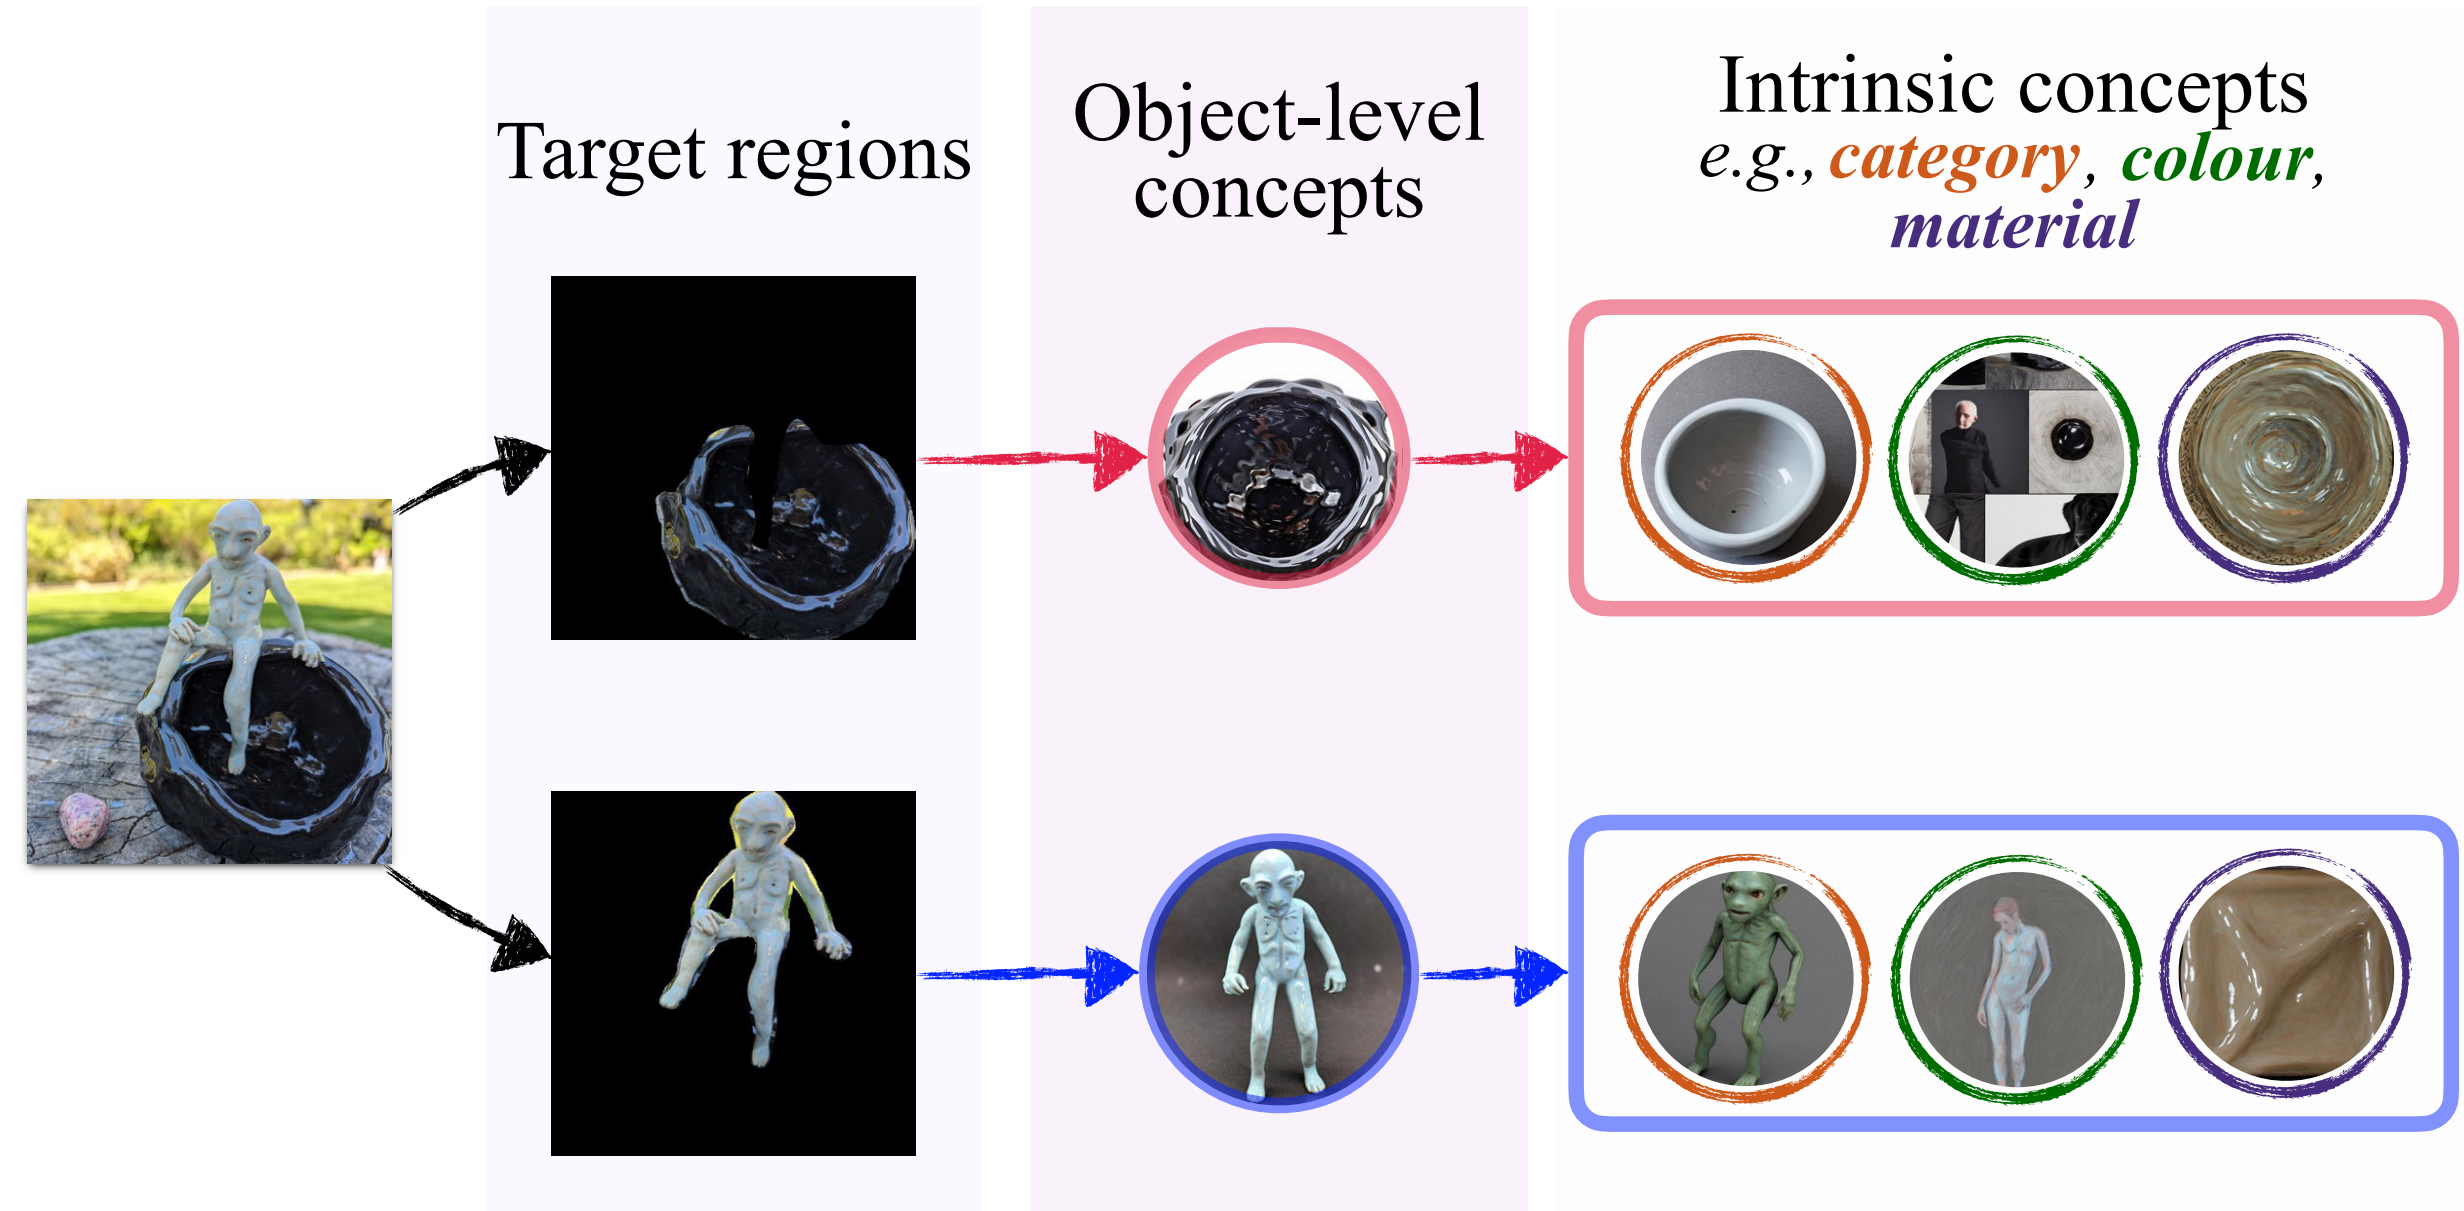 Target regions
Object-level
concepts
Intrinsic concepts
e.g., category, colour,
material